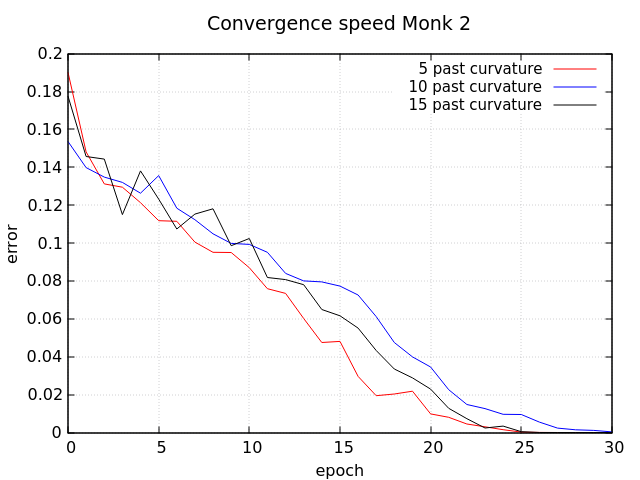 Convergence speed Monk 2
0.2
0.18
0.16
0.14
0.12
0.1
0.08
0.06
0.04
0.02
0
error
5 past curvature
10 past curvature
15 past curvature
0 5 10 15 20 25 30
epoch